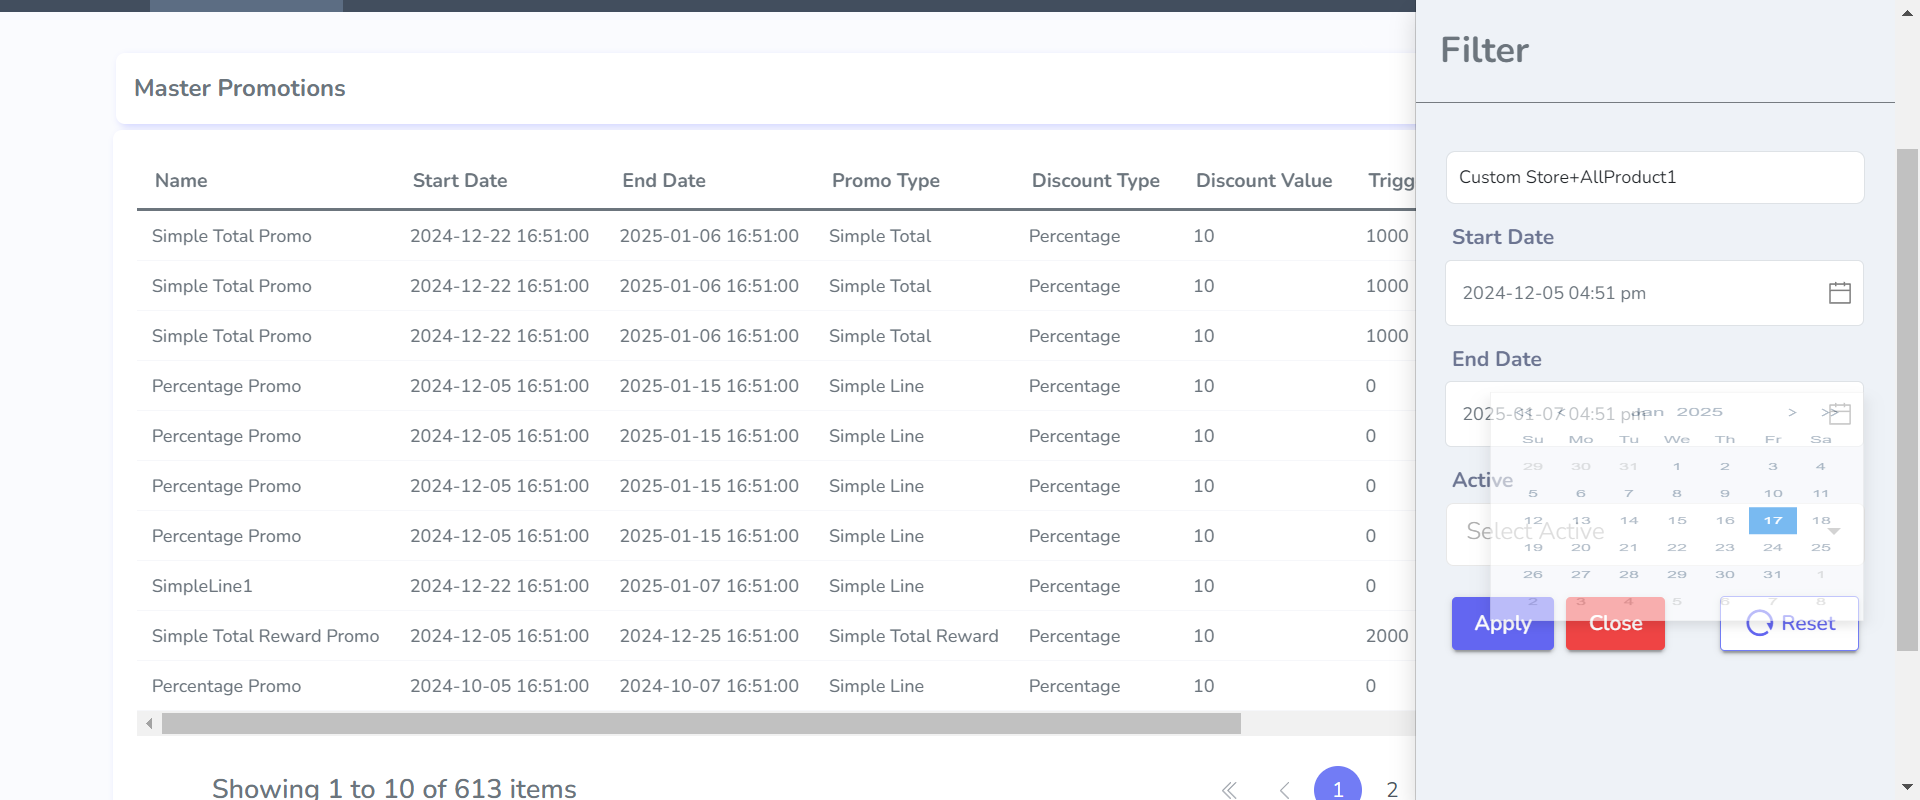 Master Promotions
Name Start Date End Date Promo Type Discount Type Discount Value Trigg
Simple Total Promo 2024-12-22 16:51:00 2025-01-06 16:51:00 Simple Total Percentage 10 1000
Simple Total Promo 2024-12-22 16:51:00 2025-01-06 16:51:00 Simple Total Percentage 10 1000
Simple Total Promo 2024-12-22 16:51:00 2025-01-06 16:51:00 Simple Total Percentage 10 1000
Percentage Promo 2024-12-05 16:51:00 2025-01-15 16:51:00 Simple Line Percentage 10 0
Percentage Promo 2024-12-05 16:51:00 2025-01-15 16:51:00 Simple Line Percentage 10 0
Percentage Promo 2024-12-05 16:51:00 2025-01-15 16:51:00 Simple Line Percentage 10 0
Percentage Promo 2024-12-05 16:51:00 2025-01-15 16:51:00 Simple Line Percentage 10 0
SimpleLine1 2024-12-22 16:51:00 2025-01-07 16:51:00 Simple Line Percentage 10 0
Simple Total Reward Promo 2024-12-05 16:51:00 2024-12-25 16:51:00 Simple Total Reward Percentage 10 2000
Percentage Promo 2024-10-05 16:51:00 2024-10-07 16:51:00 Simple Line Percentage 10 0
Showing 1 to 10 of 613 items
« < 1 2
Filter
Custom Store+AllProduct1
Start Date
2024-12-05 04:51 pm
End Date
2025-01-07 04:51 pm
<< < Jan 2025 > >>
Su Mo Tu We Th Fr Sa
29 30 31 1 2 3 4
5 6 7 8 9 10 11
12 13 14 15 16 17 18
19 20 21 22 23 24 25
26 27 28 29 30 31 1
2 3 4 5 6 7 8
Active
Select Active
Apply Close Reset